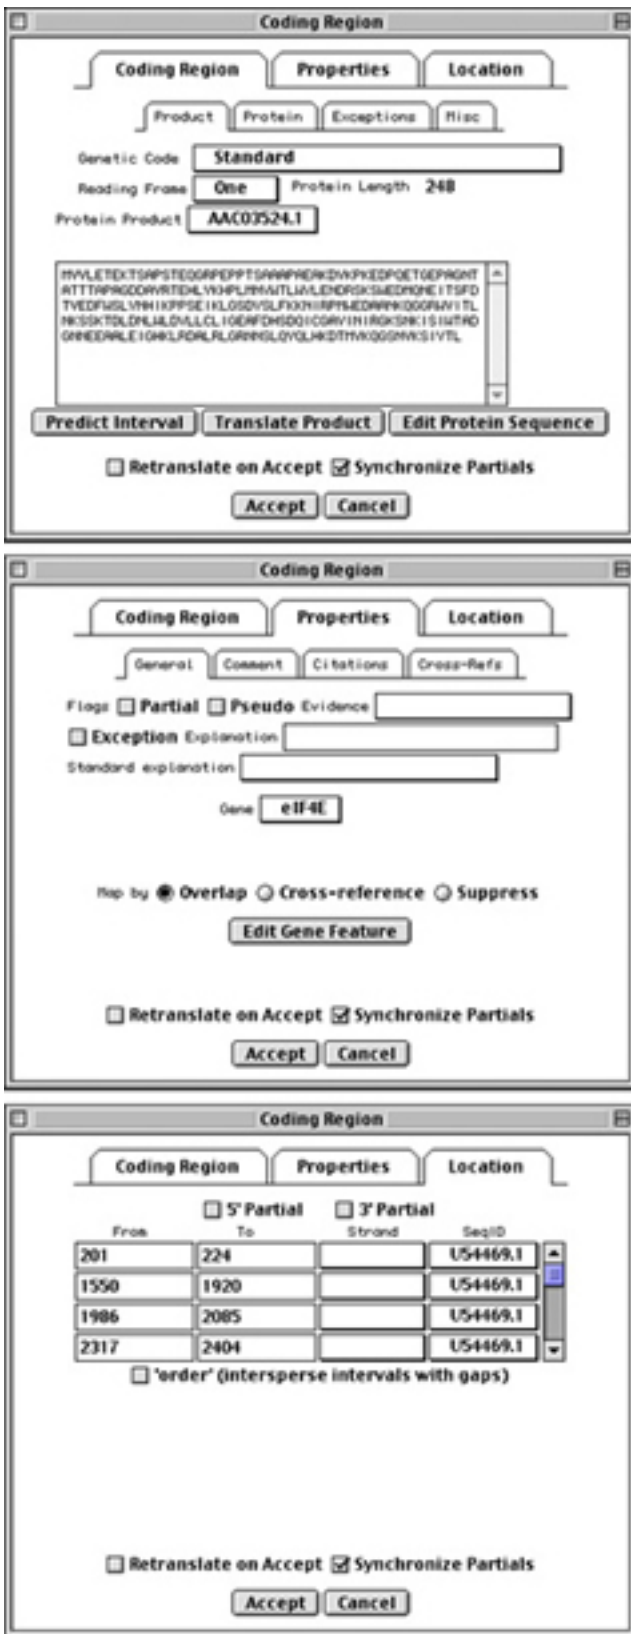 Coding Region
Coding Region Properties Location
Product Protein Exceptions Misc
Genetic Code Standard
Reading Frame One Protein Length 248
Protein Product AAC03524.1
MVVLETEKTSAPSTEQGRPEPPTSAAAPAEAKDVKPKEDPQETGEPAGNT
ATTTAPAGDDAVRTEHLYKHPLMNVWTLWYLENDRSKSWEDMQNEITSFD
TVEDFWSLYNHIKPPSEIKLGSDYSLFKKNIRPMWEDAANKQGGRWVITL
NKSSKTDLDNLWLDVLLCLIGEAFDHSDQICGAVINIRGKSNKISIWTAD
GNNEEAALEIGHKLRDALRLGRNNSLQYQLHKDTMVKQGSNVKSIYTL
Predict Interval Translate Product Edit Protein Sequence
Retranslate on Accept Synchronize Partials
Accept Cancel
Coding Region
Coding Region Properties Location
General Comment Citations Cross-Refs
Flags Partial Pseudo Evidence
Exception Explanation
Standard explanation
Gene eIF4E
Map by Overlap Cross-reference Suppress
Edit Gene Feature
Retranslate on Accept Synchronize Partials
Accept Cancel
Coding Region
Coding Region Properties Location
5' Partial 3' Partial
From To Strand SeqID
201 224 U54469.1
1550 1920 U54469.1
1986 2085 U54469.1
2317 2404 U54469.1
'order' (intersperse intervals with gaps)
Retranslate on Accept Synchronize Partials
Accept Cancel